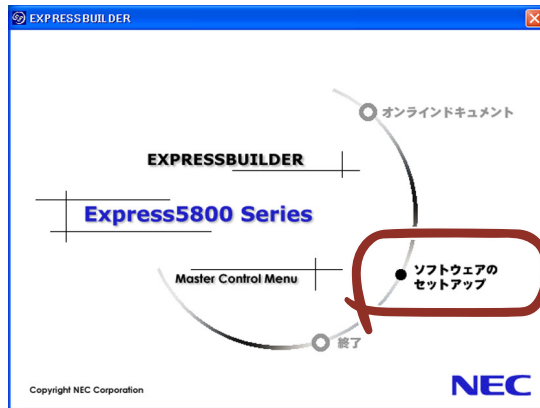 EXPRESSBUILDER
オンラインドキュメント
EXPRESSBUILDER
Express5800 Series
ソフトウェアの
セットアップ
Master Control Menu
終了
Copyright NEC Corporation
NEC